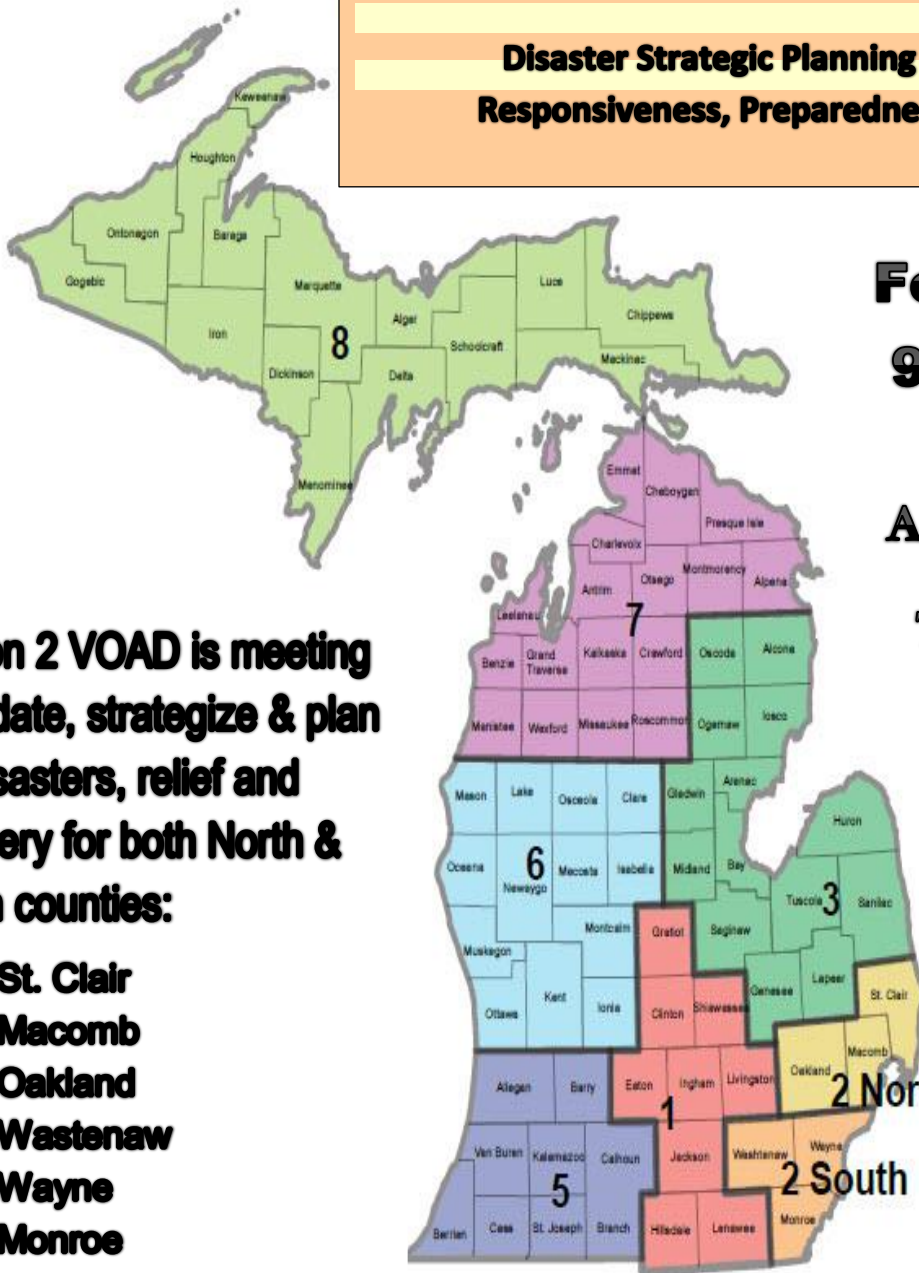 Disaster Strategic Planning
Responsiveness, Preparedne
Keweenaw
Houghton
Ontonagon
Baraga
Gogebic
Marquette
Luce
Alger
Chippewa
Iron
8
Schoolcraft
Mackinac
Dickinson
Delta
Menominee
Fo
9
A
Emmet
Cheboygan
Presque Isle
Charlevoix
Antrim
Otsego
Montmorency
Alpena
Leelanau
7
Benzie
Grand
Traverse
Kalkaska
Crawford
Oscoda
Alcona
Manistee
Wexford
Missaukee
Roscommon
Ogemaw
Iosco
on 2 VOAD is meeting
date, strategize & plan
sasters, relief and
ery for both North &
h counties:
St. Clair
Macomb
Oakland
Wastenaw
Wayne
Monroe
Mason
Lake
Osceola
Clare
Gladwin
Arenac
Huron
Oceana
6
Newaygo
Mecosta
Isabella
Midland
Bay
Tuscola
3
Sanilac
Muskegon
Montcalm
Gratiot
Saginaw
Ottawa
Kent
Ionia
Clinton
Shiawassee
Genesee
Lapeer
St. Clair
Allegan
Barry
Eaton
Ingham
Livingston
Oakland
Macomb
2 Nor
1
Van Buren
Kalamazoo
Calhoun
Jackson
Washtenaw
Wayne
5
2 South
Berrien
Cass
St. Joseph
Branch
Hillsdale
Lenawee
Monroe